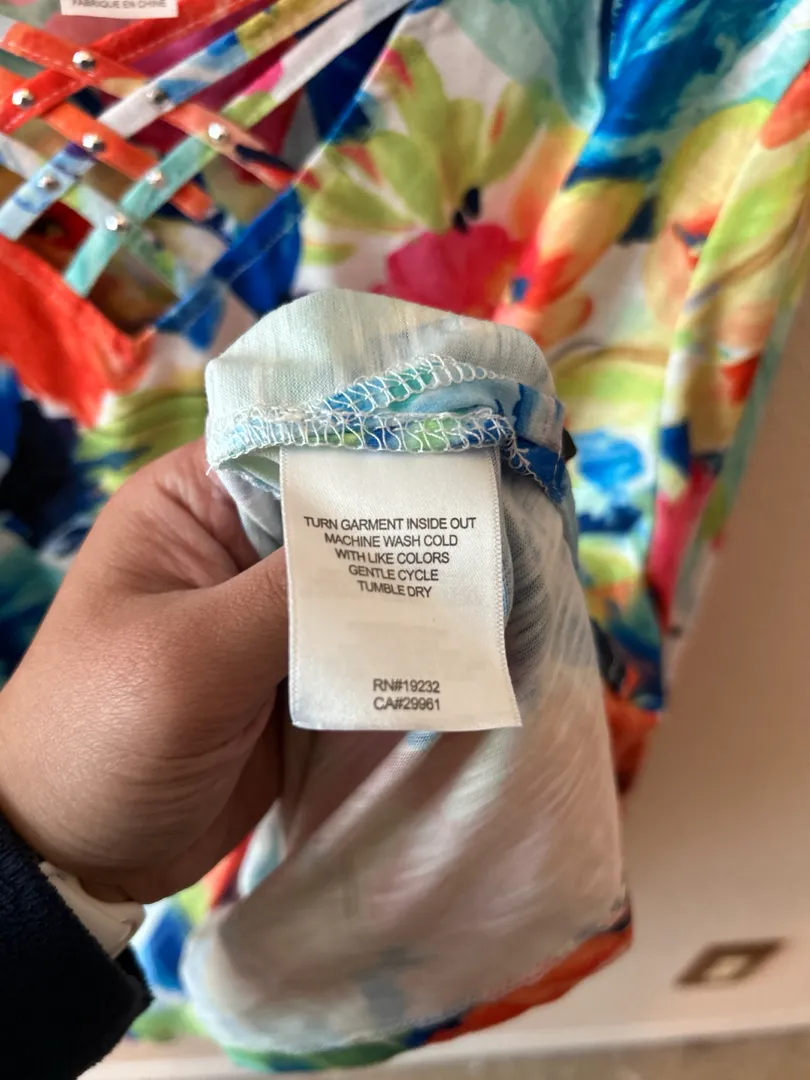 FABRIQUE EN CHINE
TURN GARMENT INSIDE OUT
MACHINE WASH COLD
WITH LIKE COLORS
GENTLE CYCLE
TUMBLE DRY
RN#19232
CA#29961